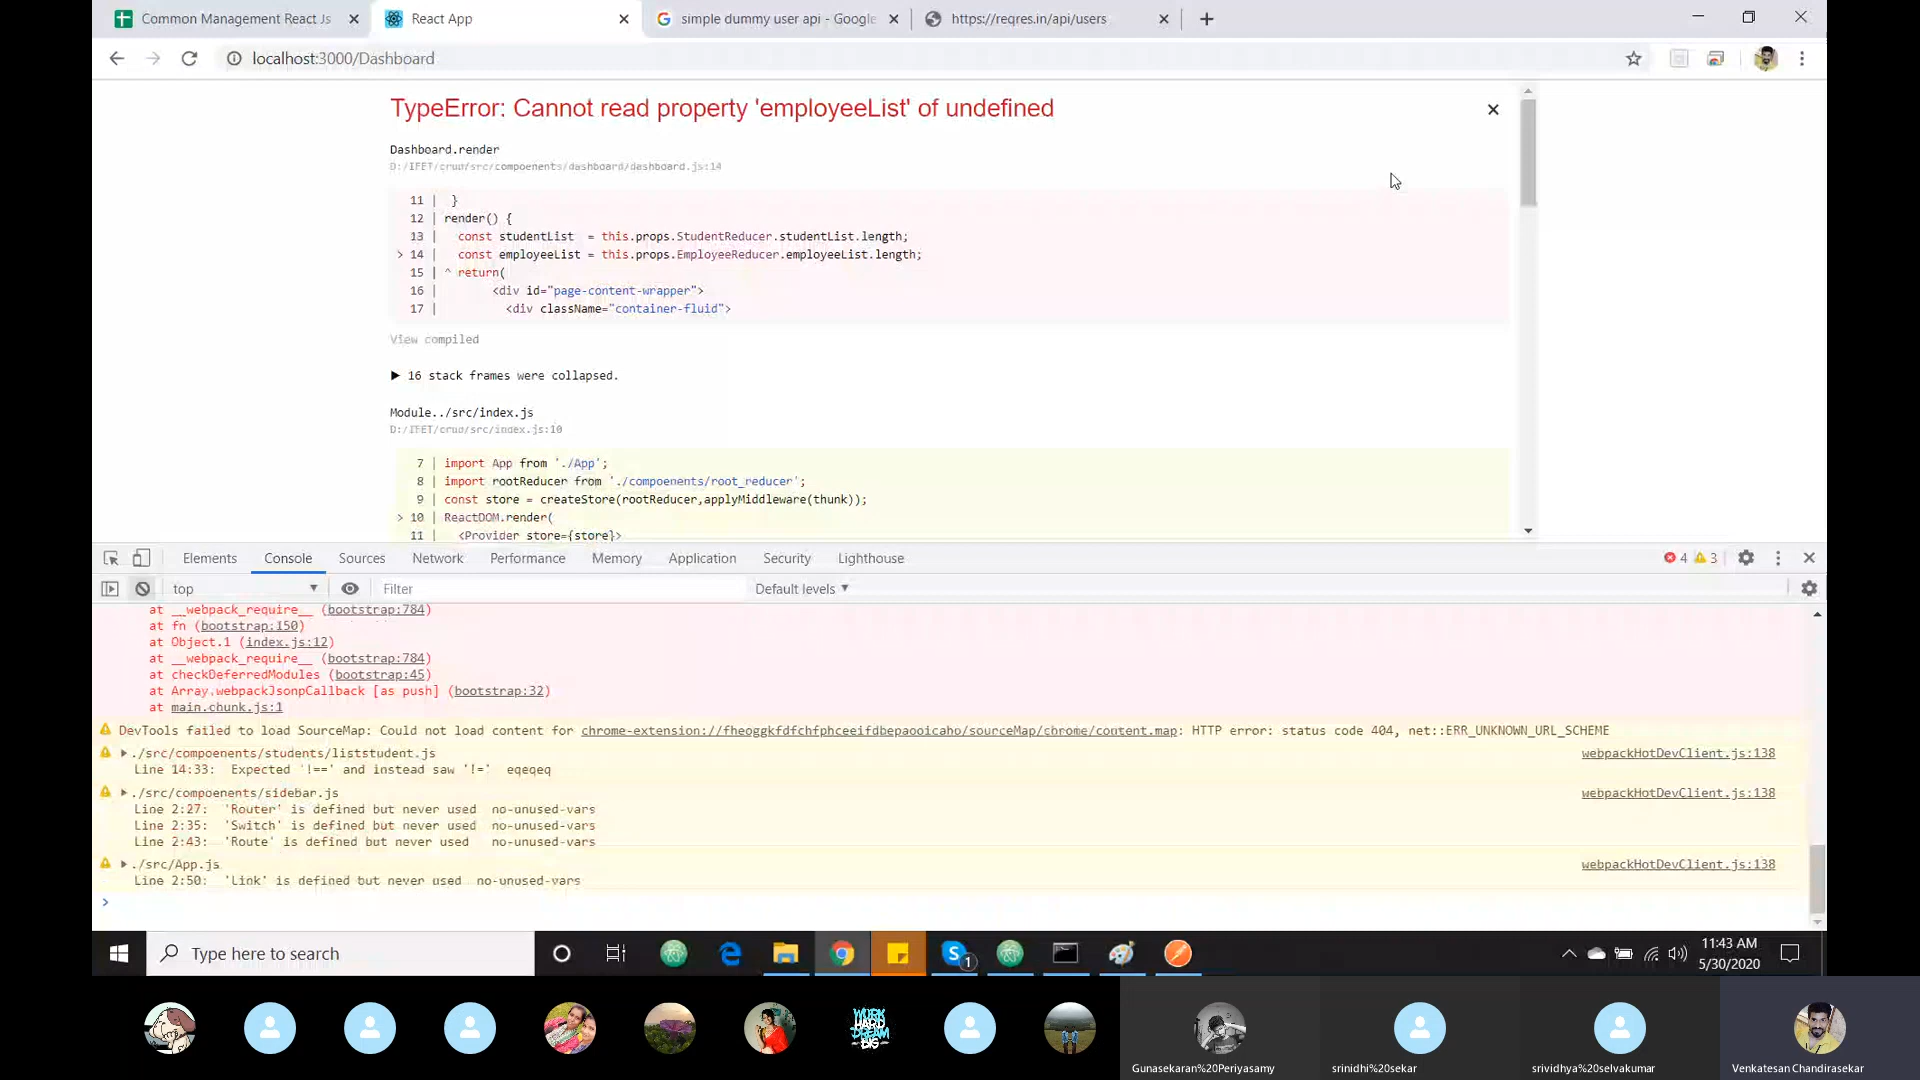 Common Management React Js
React App
simple dummy user api - Google
https://reqres.in/api/users
localhost:3000/Dashboard
TypeError: Cannot read property 'employeeList' of undefined
Dashboard.render
D:/IFET/crud/src/compoenents/dashboard/dashboard.js:14
11 | }
12 | render() {
13 | const studentList = this.props.StudentReducer.studentList.length;
> 14 | const employeeList = this.props.EmployeeReducer.employeeList.length;
15 | ^ return(
16 | <div id="page-content-wrapper">
17 | <div className="container-fluid">
View compiled
▶ 16 stack frames were collapsed.
Module../src/index.js
D:/IFET/crud/src/index.js:10
7 | import App from './App';
8 | import rootReducer from './compoenents/root_reducer';
9 | const store = createStore(rootReducer,applyMiddleware(thunk));
> 10 | ReactDOM.render(
11 | <Provider store={store}>
Elements Console Sources Network Performance Memory Application Security Lighthouse 4 3
top Filter Default levels
at __webpack_require__ (bootstrap:784)
at fn (bootstrap:150)
at Object.1 (index.js:12)
at __webpack_require__ (bootstrap:784)
at checkDeferredModules (bootstrap:45)
at Array.webpackJsonpCallback [as push] (bootstrap:32)
at main.chunk.js:1
DevTools failed to load SourceMap: Could not load content for chrome-extension://fheoggkfdfchfphceeifdbepaooicaho/sourceMap/chrome/content.map: HTTP error: status code 404, net::ERR_UNKNOWN_URL_SCHEME
▶./src/compoenents/students/liststudent.js webpackHotDevClient.js:138
Line 14:33: Expected '!==' and instead saw '!=' eqeqeq
▶./src/compoenents/sidebar.js webpackHotDevClient.js:138
Line 2:27: 'Router' is defined but never used no-unused-vars
Line 2:35: 'Switch' is defined but never used no-unused-vars
Line 2:43: 'Route' is defined but never used no-unused-vars
▶./src/App.js webpackHotDevClient.js:138
Line 2:50: 'Link' is defined but never used no-unused-vars
>
Type here to search
1
11:43 AM
5/30/2020
WORK
HARD
DREAM
BIG
Gunasekaran%20Periyasamy
srinidhi%20sekar
srividhya%20selvakumar
Venkatesan Chandirasekar